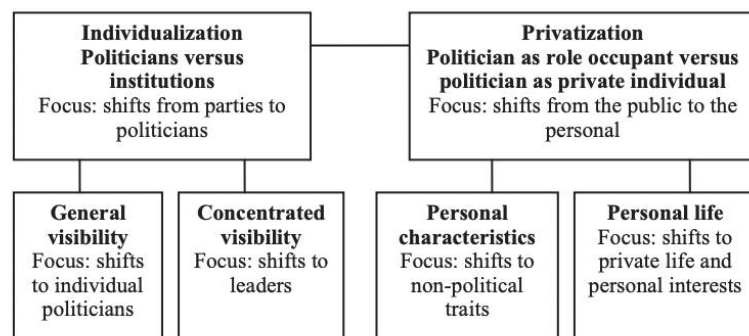 Individualization
Politicians versus
institutions
Focus: shifts from parties to
politicians
Privatization
Politician as role occupant versus
politician as private individual
Focus: shifts from the public to the
personal
General
visibility
Focus: shifts
to individual
politicians
Concentrated
visibility
Focus: shifts to
leaders
Personal
characteristics
Focus: shifts to
non-political
traits
Personal life
Focus: shifts to
private life and
personal interests